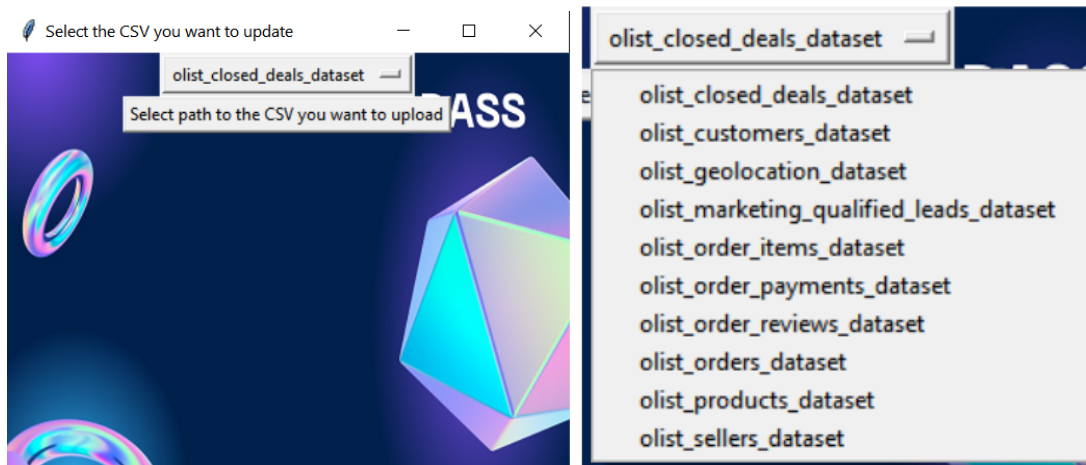 Select the CSV you want to update
olist_closed_deals_dataset
Select path to the CSV you want to upload
olist_closed_deals_dataset
olist_closed_deals_dataset
olist_customers_dataset
olist_geolocation_dataset
olist_marketing_qualified_leads_dataset
olist_order_items_dataset
olist_order_payments_dataset
olist_order_reviews_dataset
olist_orders_dataset
olist_products_dataset
olist_sellers_dataset